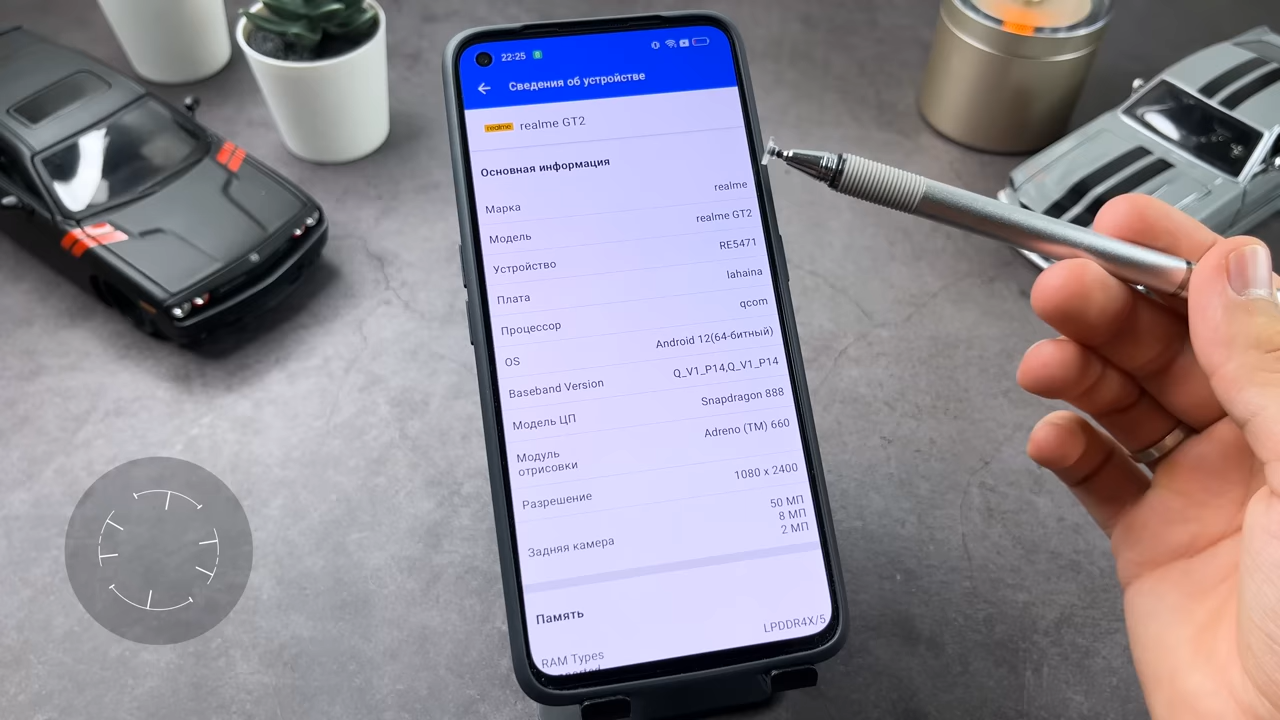 22:25
Сведения об устройстве
realme realme GT2
Основная информация
Марка realme
Модель realme GT2
Устройство RE5471
Плата lahaina
Процессор qcom
OS Android 12(64-битный)
Baseband Version Q_V1_P14,Q_V1_P14
Модель ЦП Snapdragon 888
Модуль отрисовки Adreno (TM) 660
Разрешение 1080 x 2400
Задняя камера 50 МП
8 МП
2 МП
Память
RAM Types LPDDR4X/5